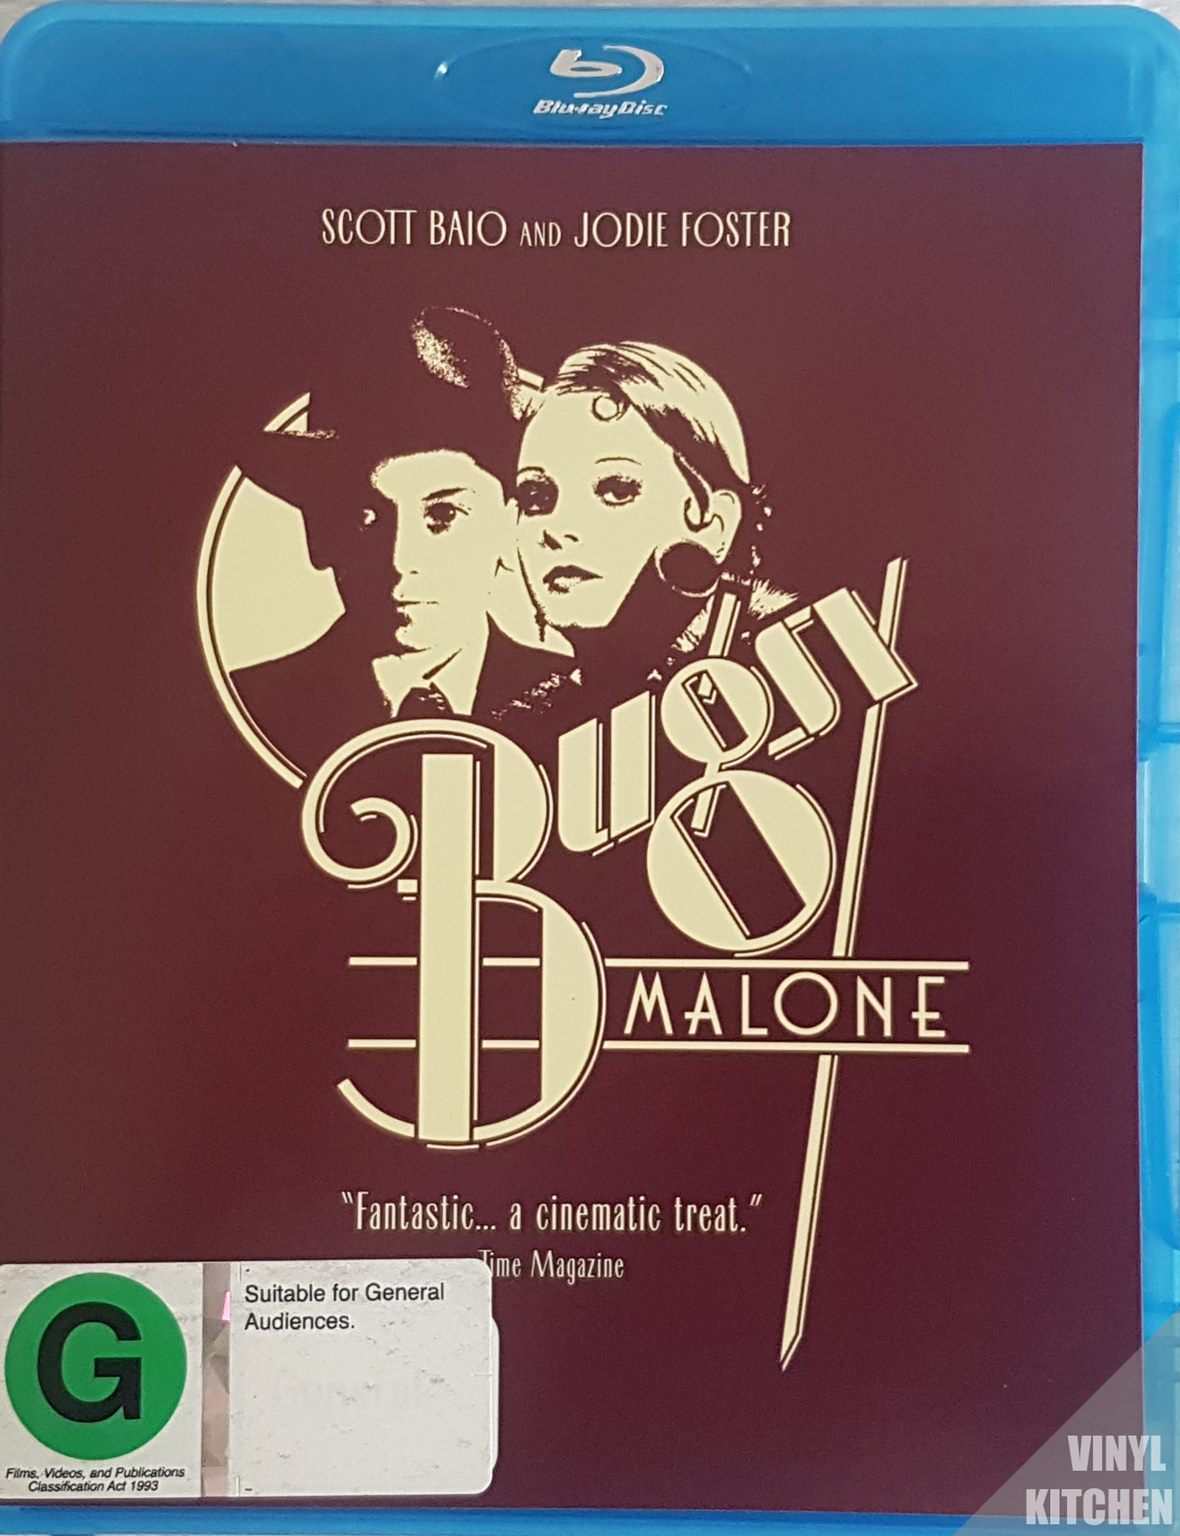 Blu-ray Disc
SCOTT BAIO AND JODIE FOSTER
Bugsy
MALONE
"Fantastic... a cinematic treat."
Time Magazine
G
Suitable for General
Audiences.
Films, Videos, and Publications
Classification Act 1993
VINYL
KITCHEN